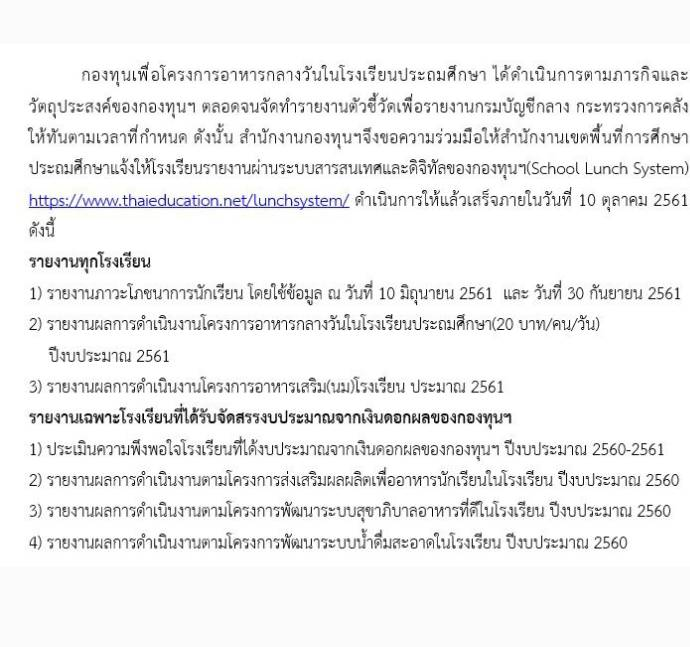 กองทุนเพื่อโครงการอาหารกลางวันในโรงเรียนประถมศึกษา ได้ดำเนินการตามภารกิจและ
วัตถุประสงค์ของกองทุนฯ ตลอดจนจัดทำรายงานตัวชี้วัดเพื่อรายงานกรมบัญชีกลาง กระทรวงการคลัง
ให้ทันตามเวลาที่กำหนด ดังนั้น สำนักงานกองทุนฯจึงขอความร่วมมือให้สำนักงานเขตพื้นที่การศึกษา
ประถมศึกษาแจ้งให้โรงเรียนรายงานผ่านระบบสารสนเทศและดิจิทัลของกองทุนฯ(School Lunch System)
https://www.thaieducation.net/lunchsystem/ ดำเนินการให้แล้วเสร็จภายในวันที่ 10 ตุลาคม 2561
ดังนี้
รายงานทุกโรงเรียน
1) รายงานภาวะโภชนาการนักเรียน โดยใช้ข้อมูล ณ วันที่ 10 มิถุนายน 2561 และ วันที่ 30 กันยายน 2561
2) รายงานผลการดำเนินงานโครงการอาหารกลางวันในโรงเรียนประถมศึกษา(20 บาท/คน/วัน)
ปีงบประมาณ 2561
3) รายงานผลการดำเนินงานโครงการอาหารเสริม(นม)โรงเรียน ประมาณ 2561
รายงานเฉพาะโรงเรียนที่ได้รับจัดสรรงบประมาณจากเงินดอกผลของกองทุนฯ
1) ประเมินความพึงพอใจโรงเรียนที่ได้งบประมาณจากเงินดอกผลของกองทุนฯ ปีงบประมาณ 2560-2561
2) รายงานผลการดำเนินงานตามโครงการส่งเสริมผลผลิตเพื่ออาหารนักเรียนในโรงเรียน ปีงบประมาณ 2560
3) รายงานผลการดำเนินงานตามโครงการพัฒนาระบบสุขาภิบาลอาหารที่ดีในโรงเรียน ปีงบประมาณ 2560
4) รายงานผลการดำเนินงานตามโครงการพัฒนาระบบน้ำดื่มสะอาดในโรงเรียน ปีงบประมาณ 2560